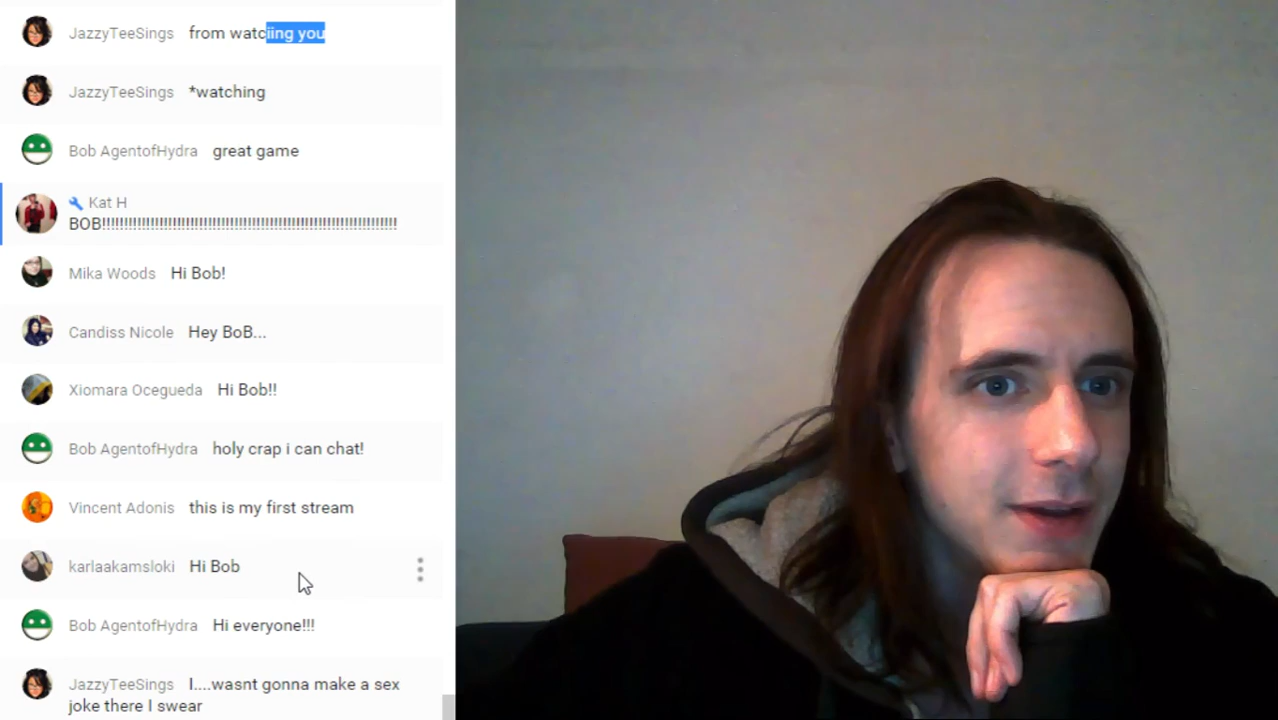 JazzyTeeSings from watciing you
JazzyTeeSings *watching
Bob AgentofHydra great game
Kat H
BOB!!!!!!!!!!!!!!!!!!!!!!!!!!!!!!!!!!!!!!!!!!!!!!!!!!!!!!!!!!!!!!!!!!!
Mika Woods Hi Bob!
Candiss Nicole Hey BoB...
Xiomara Ocegueda Hi Bob!!
Bob AgentofHydra holy crap i can chat!
Vincent Adonis this is my first stream
karlaakamsloki Hi Bob
Bob AgentofHydra Hi everyone!!!
JazzyTeeSings I....wasnt gonna make a sex
joke there I swear